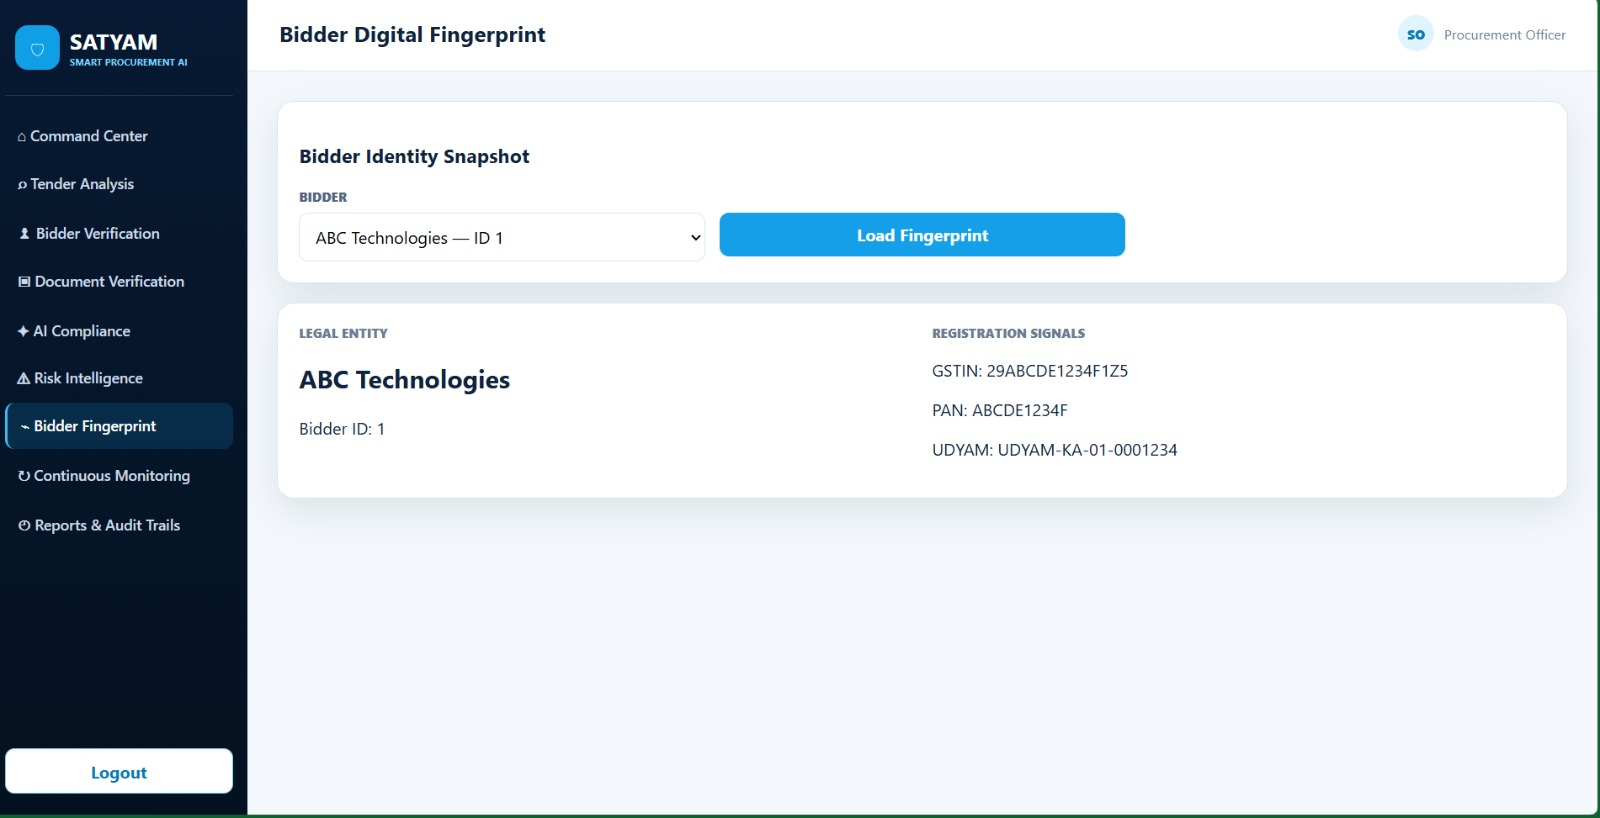 SATYAM
SMART PROCUREMENT AI
Command Center
Tender Analysis
Bidder Verification
Document Verification
AI Compliance
Risk Intelligence
Bidder Fingerprint
Continuous Monitoring
Reports & Audit Trails
Logout
Bidder Digital Fingerprint
SO Procurement Officer
Bidder Identity Snapshot
BIDDER
ABC Technologies — ID 1
Load Fingerprint
LEGAL ENTITY
ABC Technologies
Bidder ID: 1
REGISTRATION SIGNALS
GSTIN: 29ABCDE1234F1Z5
PAN: ABCDE1234F
UDYAM: UDYAM-KA-01-0001234